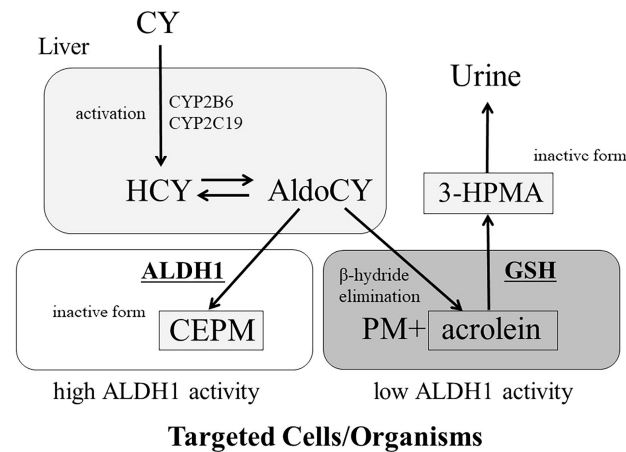 CY
Liver
Urine
activation
CYP2B6
CYP2C19
inactive form
HCY
AldoCY
3-HPMA
ALDH1
GSH
β-hydride
elimination
inactive form
CEPM
PM+
acrolein
high ALDH1 activity
low ALDH1 activity
Targeted Cells/Organisms